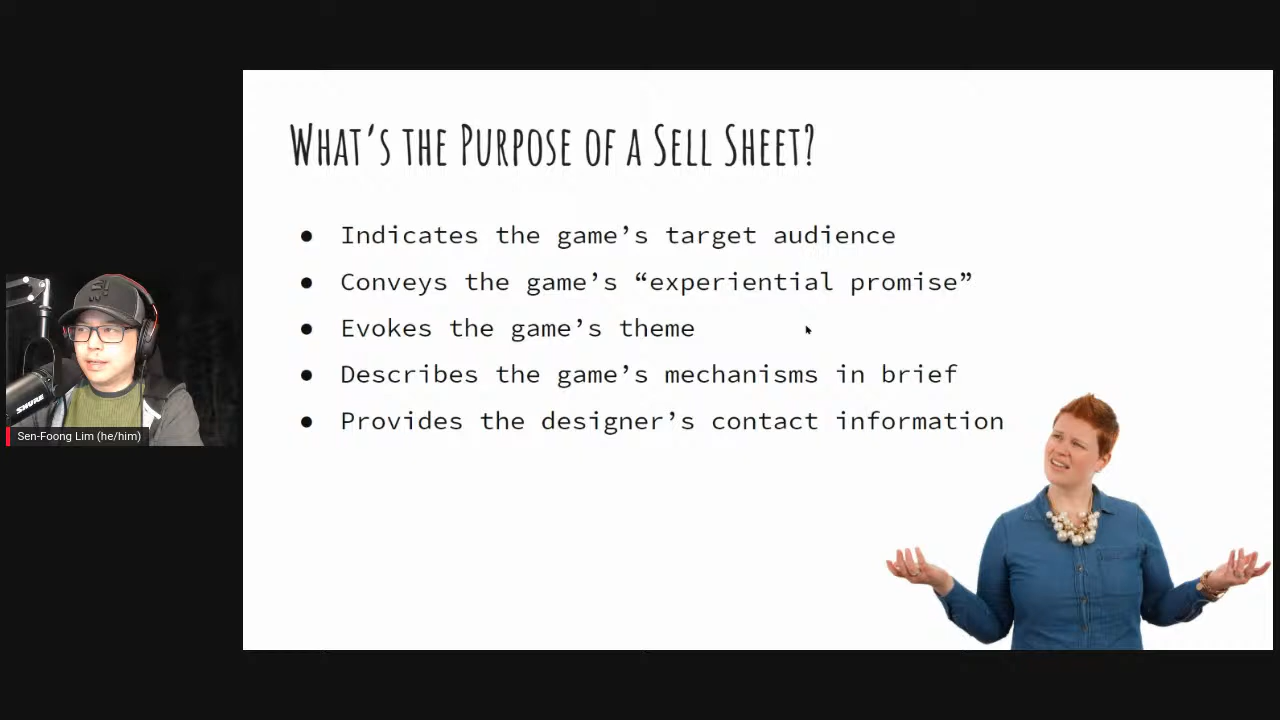 What's the Purpose of a Sell Sheet?
● Indicates the game’s target audience
● Conveys the game’s “experiential promise”
● Evokes the game’s theme
● Describes the game’s mechanisms in brief
● Provides the designer’s contact information
SHURE
Sen-Foong Lim (he/him)